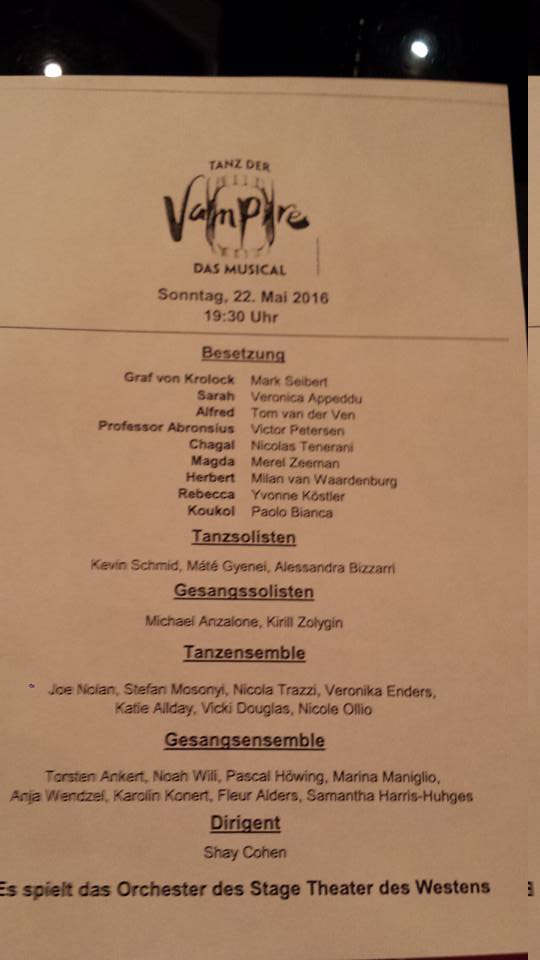 TANZ DER
Vampire
DAS MUSICAL
Sonntag, 22. Mai 2016
19:30 Uhr
Besetzung
Graf von Krolock Mark Seibert
Sarah Veronica Appeddu
Alfred Tom van der Ven
Professor Abronsius Victor Petersen
Chagal Nicolas Tenerani
Magda Merel Zeeman
Herbert Milan van Waardenburg
Rebecca Yvonne Köstler
Koukol Paolo Bianca
Tanzsolisten
Kevin Schmid, Máté Gyenei, Alessandra Bizzarri
Gesangssolisten
Michael Anzalone, Kirill Zolygin
Tanzensemble
Joe Nolan, Stefan Mosonyi, Nicola Trazzi, Veronika Enders,
Katie Allday, Vicki Douglas, Nicole Ollio
Gesangsensemble
Torsten Ankert, Noah Wili, Pascal Höwing, Marina Maniglio,
Anja Wendzel, Karolin Konert, Fleur Alders, Samantha Harris-Huhges
Dirigent
Shay Cohen
Es spielt das Orchester des Stage Theater des Westens